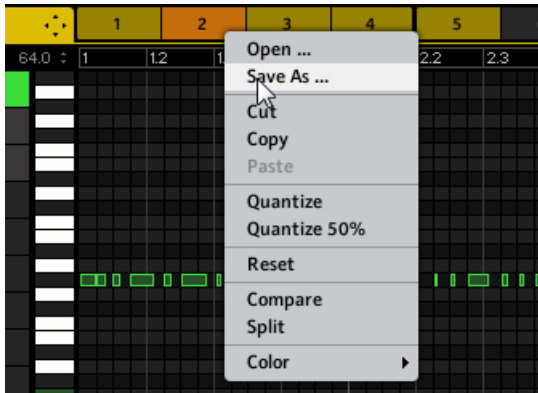 1 2 3 4 5
64.0 1 1.2 1. 2.2 2.3
Open ...
Save As ...
Cut
Copy
Paste
Quantize
Quantize 50%
Reset
Compare
Split
Color